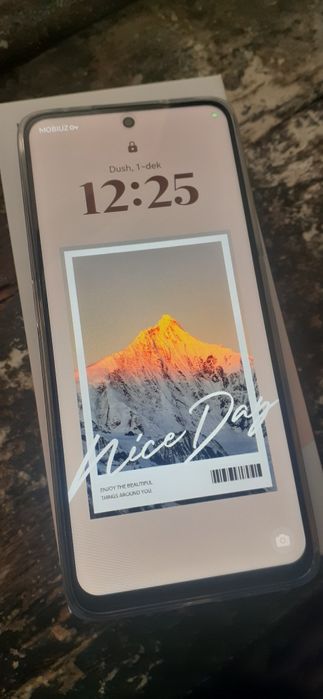 MOBIUZ
Dush, 1-dek
12:25
Nice Day
ENJOY THE BEAUTIFUL
THINGS AROUND YOU